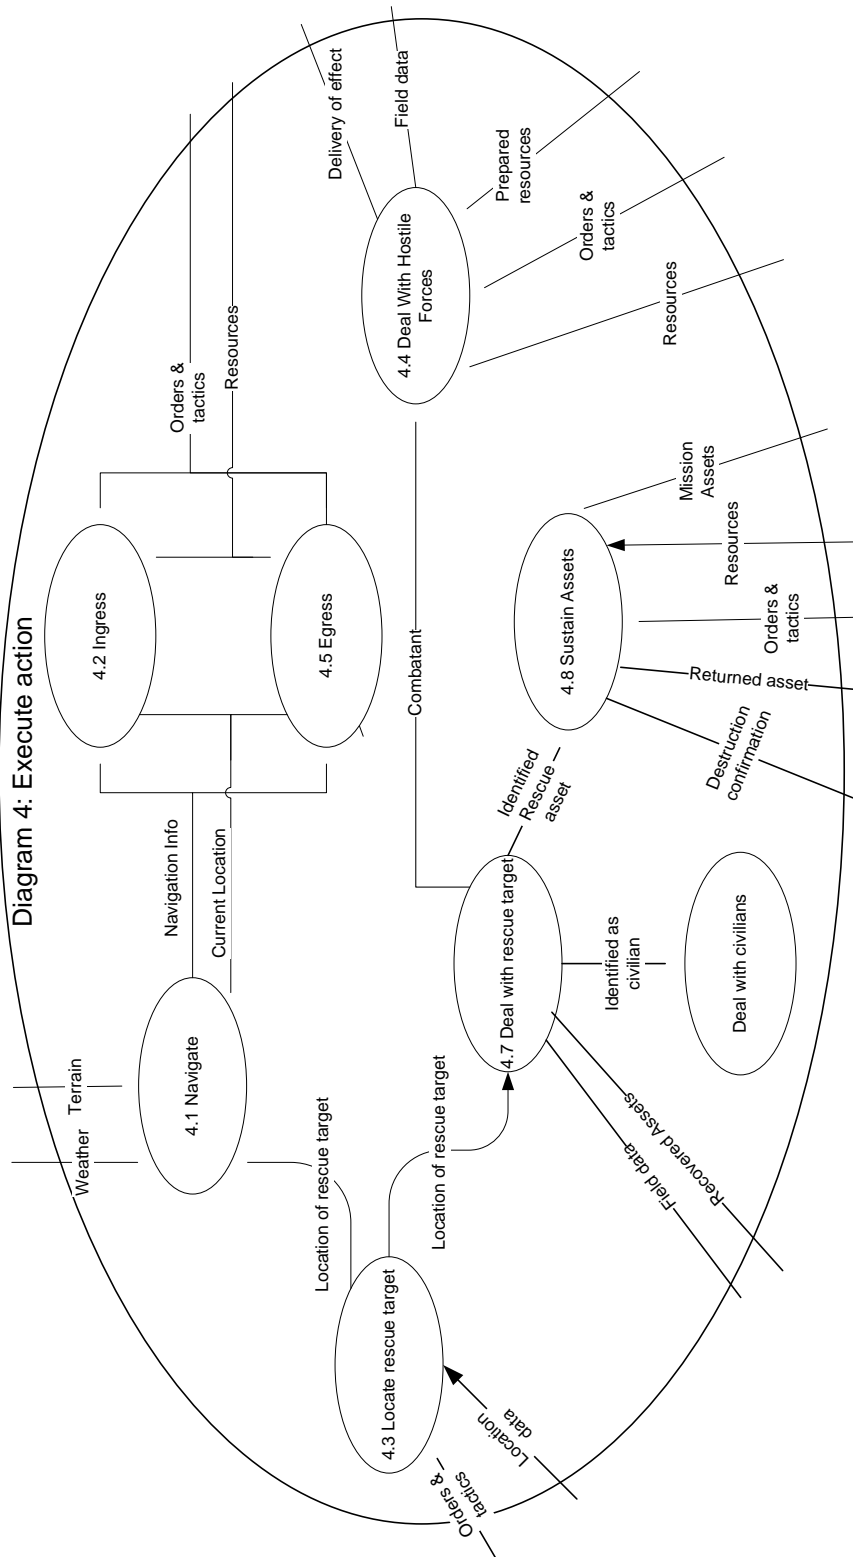 Diagram 4: Execute action
Weather
Terrain
4.1 Navigate
Navigation Info
Current Location
4.2 Ingress
4.5 Egress
Orders &
tactics
Resources
Delivery of effect
Field data
4.4 Deal With Hostile
Forces
Prepared
resources
Orders &
tactics
Resources
Combatant
Location of rescue target
Location of rescue target
4.3 Locate rescue target
Orders &
tactics
Location
data
4.7 Deal with rescue target
Identified
Rescue
asset
Identified as
civilian
Field data
Recovered Assets
Deal with civilians
4.8 Sustain Assets
Mission
Assets
Resources
Orders &
tactics
Returned asset
Destruction
confirmation